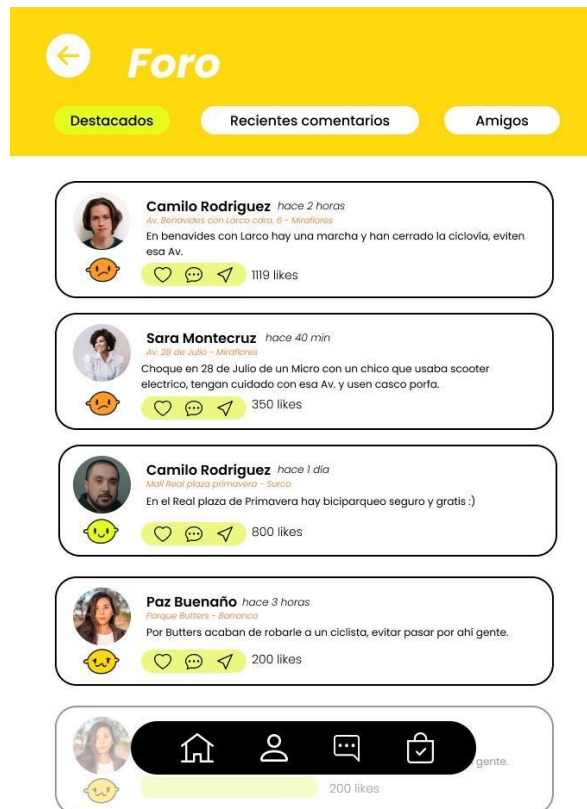 Foro
Destacados
Recientes comentarios
Amigos
Camilo Rodriguez hace 2 horas
Av. Benavides con Larco cdra. 6 - Miraflores
En benavides con Larco hay una marcha y han cerrado la ciclovía, eviten
esa Av.
1119 likes
Sara Montecruz hace 40 min
Av. 28 de Julio - Miraflores
Choque en 28 de Julio de un Micro con un chico que usaba scooter
electrico, tengan cuidado con esa Av. y usen casco porfa.
350 likes
Camilo Rodriguez hace 1 día
Mall Real plaza primavera - Surco
En el Real plaza de Primavera hay biciparqueo seguro y gratis :)
800 likes
Paz Buenaño hace 3 horas
Parque Butters - Barranco
Por Butters acaban de robarle a un ciclista, evitar pasar por ahí gente.
200 likes
gente.
200 likes